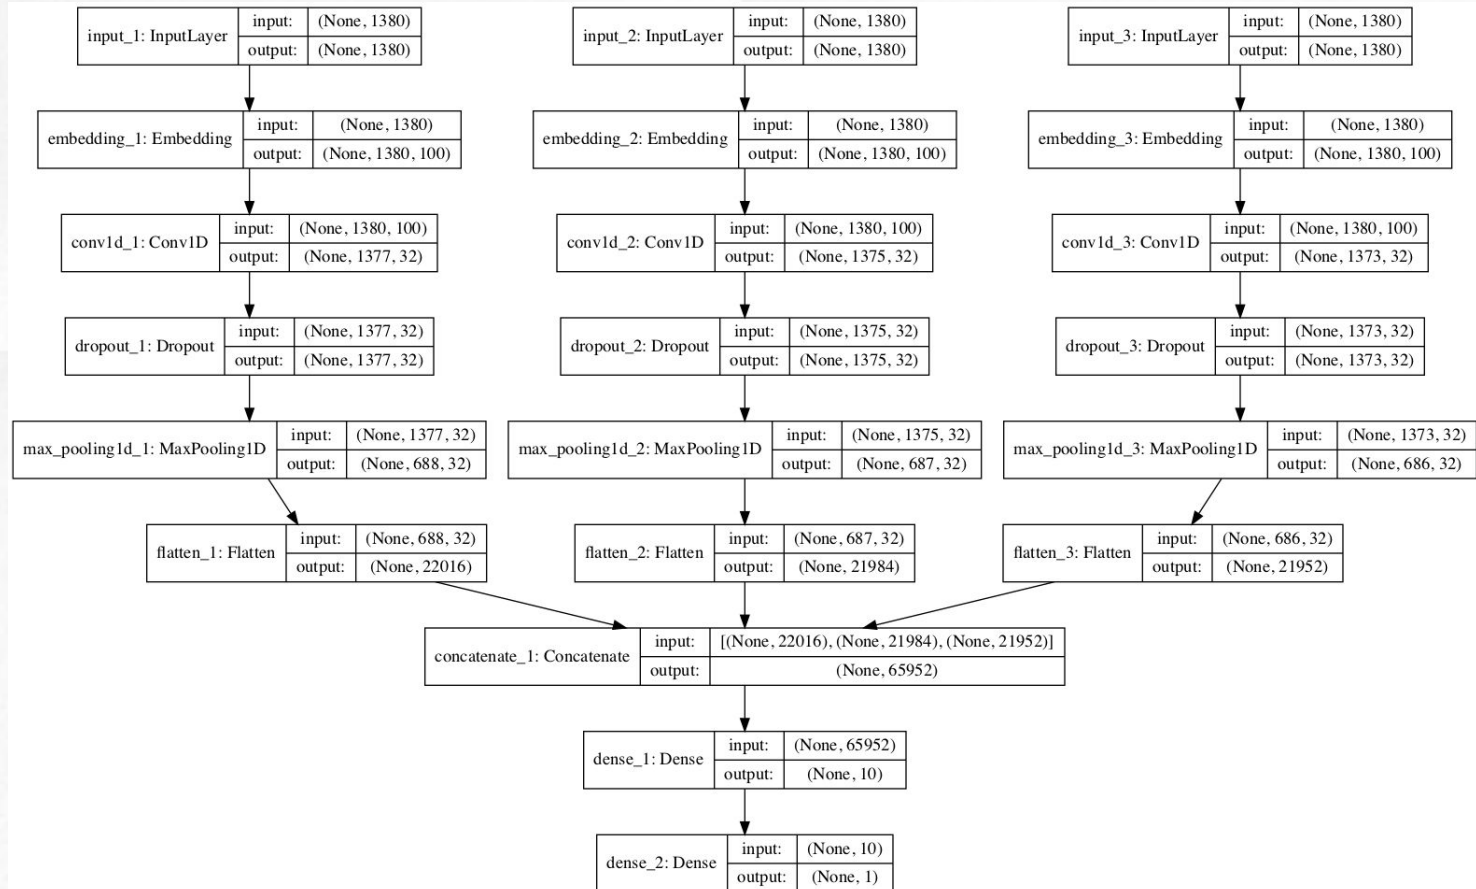 input_1: InputLayer
input: (None, 1380)
output: (None, 1380)
input_2: InputLayer
input: (None, 1380)
output: (None, 1380)
input_3: InputLayer
input: (None, 1380)
output: (None, 1380)
embedding_1: Embedding
input: (None, 1380)
output: (None, 1380, 100)
embedding_2: Embedding
input: (None, 1380)
output: (None, 1380, 100)
embedding_3: Embedding
input: (None, 1380)
output: (None, 1380, 100)
conv1d_1: Conv1D
input: (None, 1380, 100)
output: (None, 1377, 32)
conv1d_2: Conv1D
input: (None, 1380, 100)
output: (None, 1375, 32)
conv1d_3: Conv1D
input: (None, 1380, 100)
output: (None, 1373, 32)
dropout_1: Dropout
input: (None, 1377, 32)
output: (None, 1377, 32)
dropout_2: Dropout
input: (None, 1375, 32)
output: (None, 1375, 32)
dropout_3: Dropout
input: (None, 1373, 32)
output: (None, 1373, 32)
max_pooling1d_1: MaxPooling1D
input: (None, 1377, 32)
output: (None, 688, 32)
max_pooling1d_2: MaxPooling1D
input: (None, 1375, 32)
output: (None, 687, 32)
max_pooling1d_3: MaxPooling1D
input: (None, 1373, 32)
output: (None, 686, 32)
flatten_1: Flatten
input: (None, 688, 32)
output: (None, 22016)
flatten_2: Flatten
input: (None, 687, 32)
output: (None, 21984)
flatten_3: Flatten
input: (None, 686, 32)
output: (None, 21952)
concatenate_1: Concatenate
input: [(None, 22016), (None, 21984), (None, 21952)]
output: (None, 65952)
dense_1: Dense
input: (None, 65952)
output: (None, 10)
dense_2: Dense
input: (None, 10)
output: (None, 1)